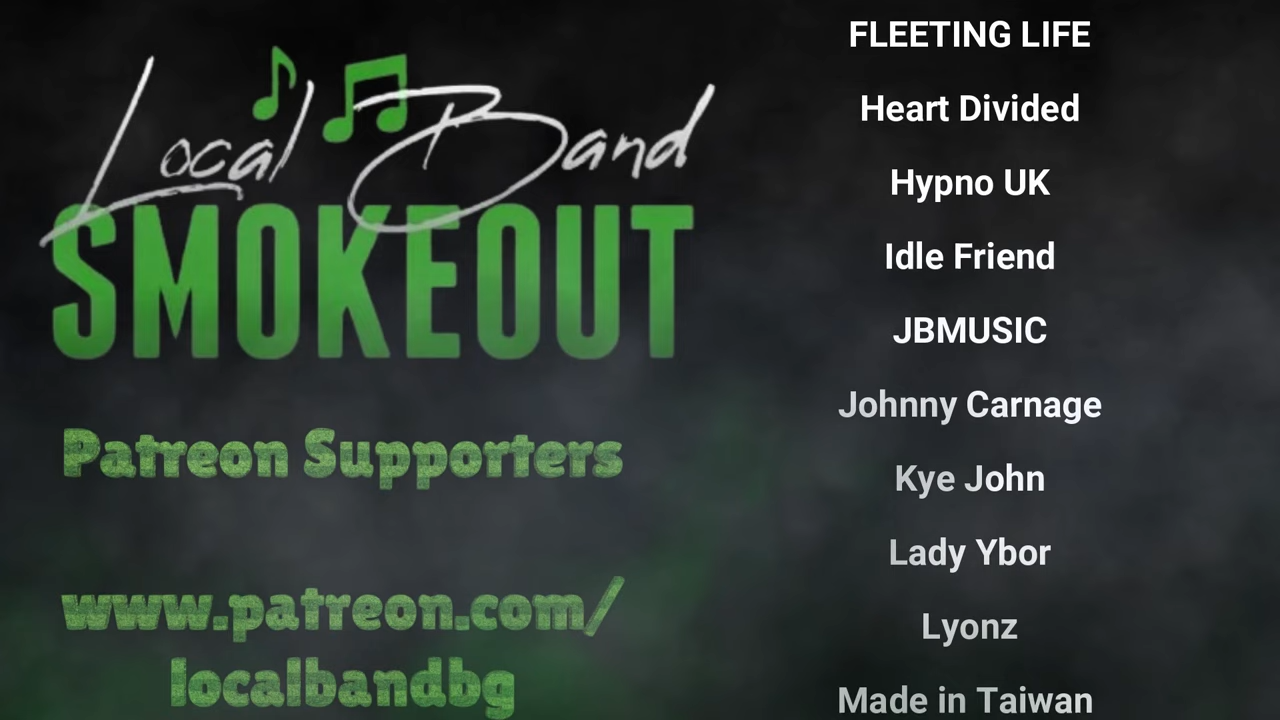 Local Band
SMOKEOUT
Patreon Supporters
www.patreon.com/
localbandbg
FLEETING LIFE
Heart Divided
Hypno UK
Idle Friend
JBMUSIC
Johnny Carnage
Kye John
Lady Ybor
Lyonz
Made in Taiwan